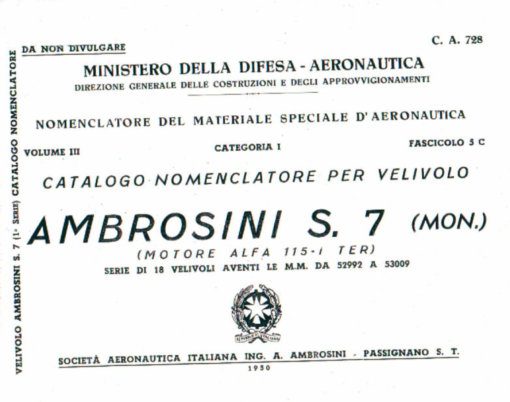 DA NON DIVULGARE
C. A. 728
MINISTERO DELLA DIFESA - AERONAUTICA
DIREZIONE GENERALE DELLE COSTRUZIONI E DEGLI APPROVVIGIONAMENTI
NOMENCLATORE DEL MATERIALE SPECIALE D'AERONAUTICA
VOLUME III
CATEGORIA I
FASCICOLO 5 C
CATALOGO NOMENCLATORE PER VELIVOLO
AMBROSINI S. 7 (MON.)
(MOTORE ALFA 115-I TER)
SERIE DI 18 VELIVOLI AVENTI LE M.M. DA 52992 A 53009
SOCIETÀ AERONAUTICA ITALIANA ING. A. AMBROSINI - PASSIGNANO S. T.
1950
VELIVOLO AMBROSINI S. 7 (1ª SERIE) CATALOGO NOMENCLATORE